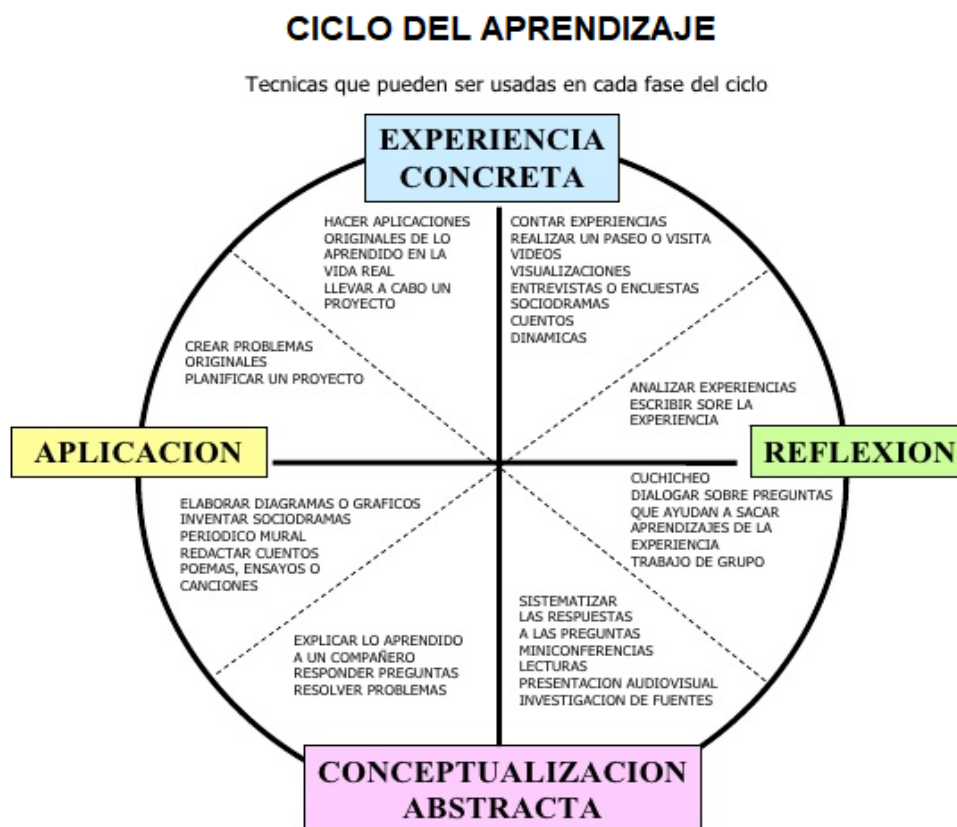 CICLO DEL APRENDIZAJE
Tecnicas que pueden ser usadas en cada fase del ciclo
EXPERIENCIA
CONCRETA
HACER APLICACIONES
ORIGINALES DE LO
APRENDIDO EN LA
VIDA REAL
LLEVAR A CABO UN
PROYECTO
CONTAR EXPERIENCIAS
REALIZAR UN PASEO O VISITA
VIDEOS
VISUALIZACIONES
ENTREVISTAS O ENCUESTAS
SOCIODRAMAS
CUENTOS
DINAMICAS
CREAR PROBLEMAS
ORIGINALES
PLANIFICAR UN PROYECTO
ANALIZAR EXPERIENCIAS
ESCRIBIR SORE LA
EXPERIENCIA
APLICACION
REFLEXION
ELABORAR DIAGRAMAS O GRAFICOS
INVENTAR SOCIODRAMAS
PERIODICO MURAL
REDACTAR CUENTOS
POEMAS, ENSAYOS O
CANCIONES
CUCHICHEO
DIALOGAR SOBRE PREGUNTAS
QUE AYUDAN A SACAR
APRENDIZAJES DE LA
EXPERIENCIA
TRABAJO DE GRUPO
EXPLICAR LO APRENDIDO
A UN COMPAÑERO
RESPONDER PREGUNTAS
RESOLVER PROBLEMAS
SISTEMATIZAR
LAS RESPUESTAS
A LAS PREGUNTAS
MINICONFERENCIAS
LECTURAS
PRESENTACION AUDIOVISUAL
INVESTIGACION DE FUENTES
CONCEPTUALIZACION
ABSTRACTA